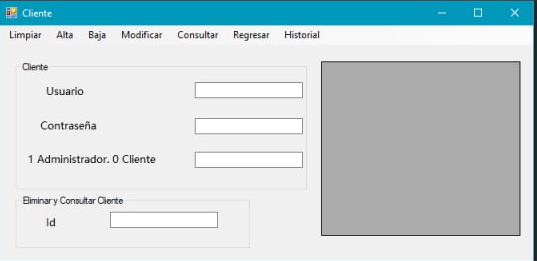 Cliente
Limpiar Alta Baja Modificar Consultar Regresar Historial
Cliente
Usuario
Contraseña
1 Administrador. 0 Cliente
Eliminar y Consultar Cliente
Id